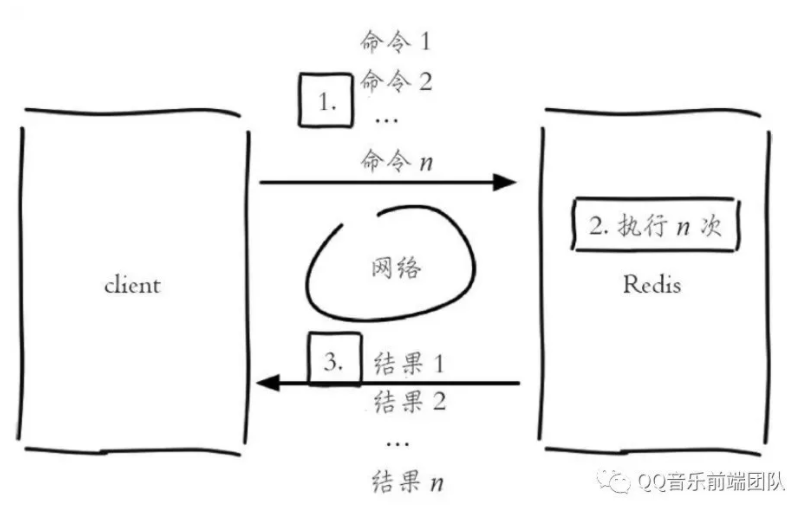 命令 1
命令 2
1.
...
命令 n
2. 执行 n 次
网络
client
Redis
3.
结果 1
结果 2
...
结果 n
QQ音乐前端团队